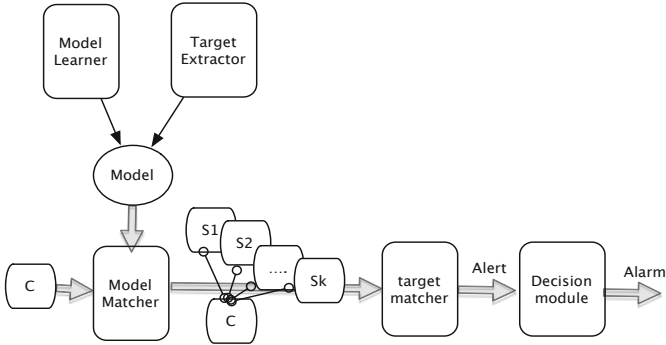 Model
Learner
Target
Extractor
Model
S1
S2
....
Sk
C
Model
Matcher
C
target
matcher
Alert
Decision
module
Alarm